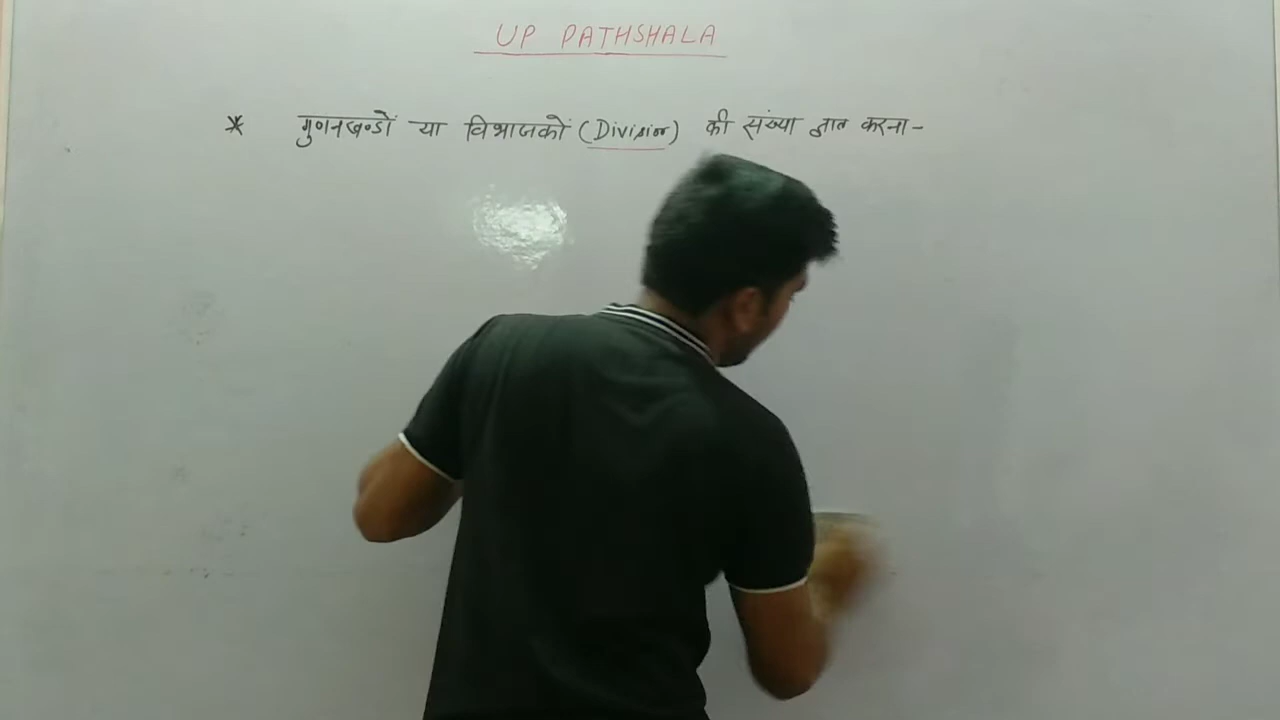 UP PATHSHALA
* गुणनखण्डों या विभाजकों (Division) की संख्या ज्ञात करना-